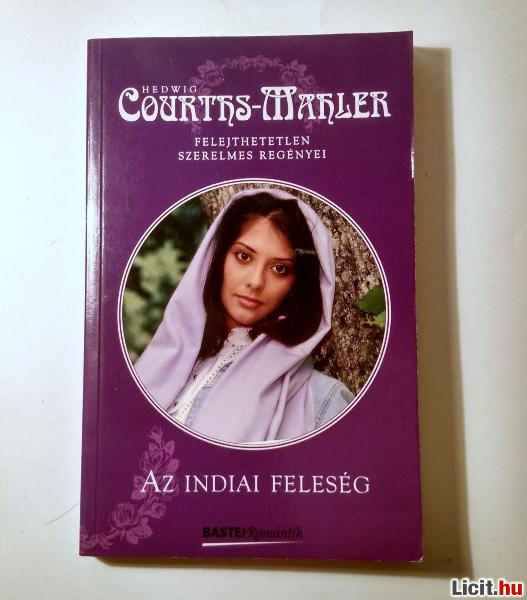 HEDWIG
COURTHS-MAHLER
FELEJTHETETLEN
SZERELMES REGÉNYEI
AZ INDIAI FELESÉG
BASTEI Romantik
Licit.hu